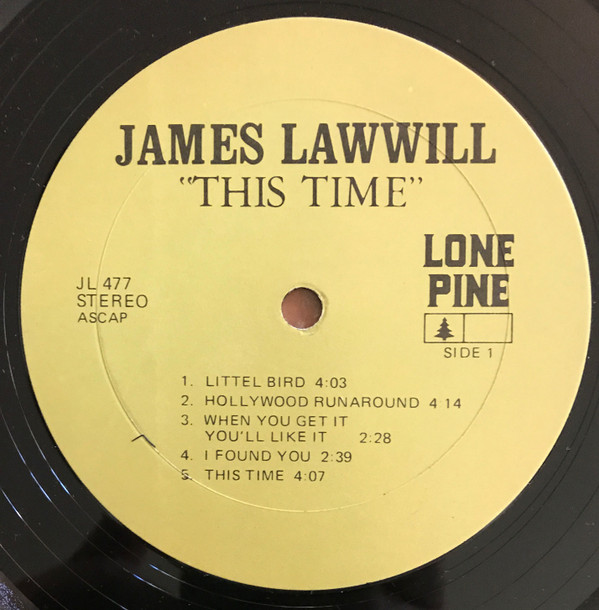 JAMES LAWWILL
"THIS TIME"
LONE
PINE
JL 477
STEREO
ASCAP
SIDE 1
1. LITTEL BIRD 4:03
2. HOLLYWOOD RUNAROUND 4 14
3. WHEN YOU GET IT
YOU'LL LIKE IT 2:28
4. I FOUND YOU 2:39
5. THIS TIME 4:07